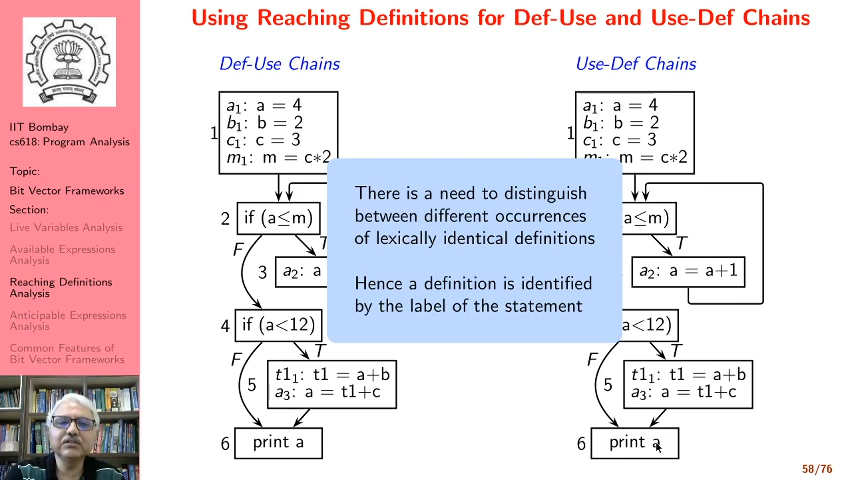 Using Reaching Definitions for Def-Use and Use-Def Chains
IIT Bombay
cs618: Program Analysis
Topic:
Bit Vector Frameworks
Section:
Live Variables Analysis
Available Expressions
Analysis
Reaching Definitions
Analysis
Anticipable Expressions
Analysis
Common Features of
Bit Vector Frameworks
Def-Use Chains
1
a1: a = 4
b1: b = 2
c1: c = 3
m1: m = c*2
2
if (a≤m)
F
T
3
a2: a
4
if (a<12)
F
T
5
t11: t1 = a+b
a3: a = t1+c
6
print a
There is a need to distinguish
between different occurrences
of lexically identical definitions
Hence a definition is identified
by the label of the statement
Use-Def Chains
1
a1: a = 4
b1: b = 2
c1: c = 3
m1: m = c*2
(a≤m)
T
a2: a = a+1
a<12)
F
T
5
t11: t1 = a+b
a3: a = t1+c
6
print a
58/76